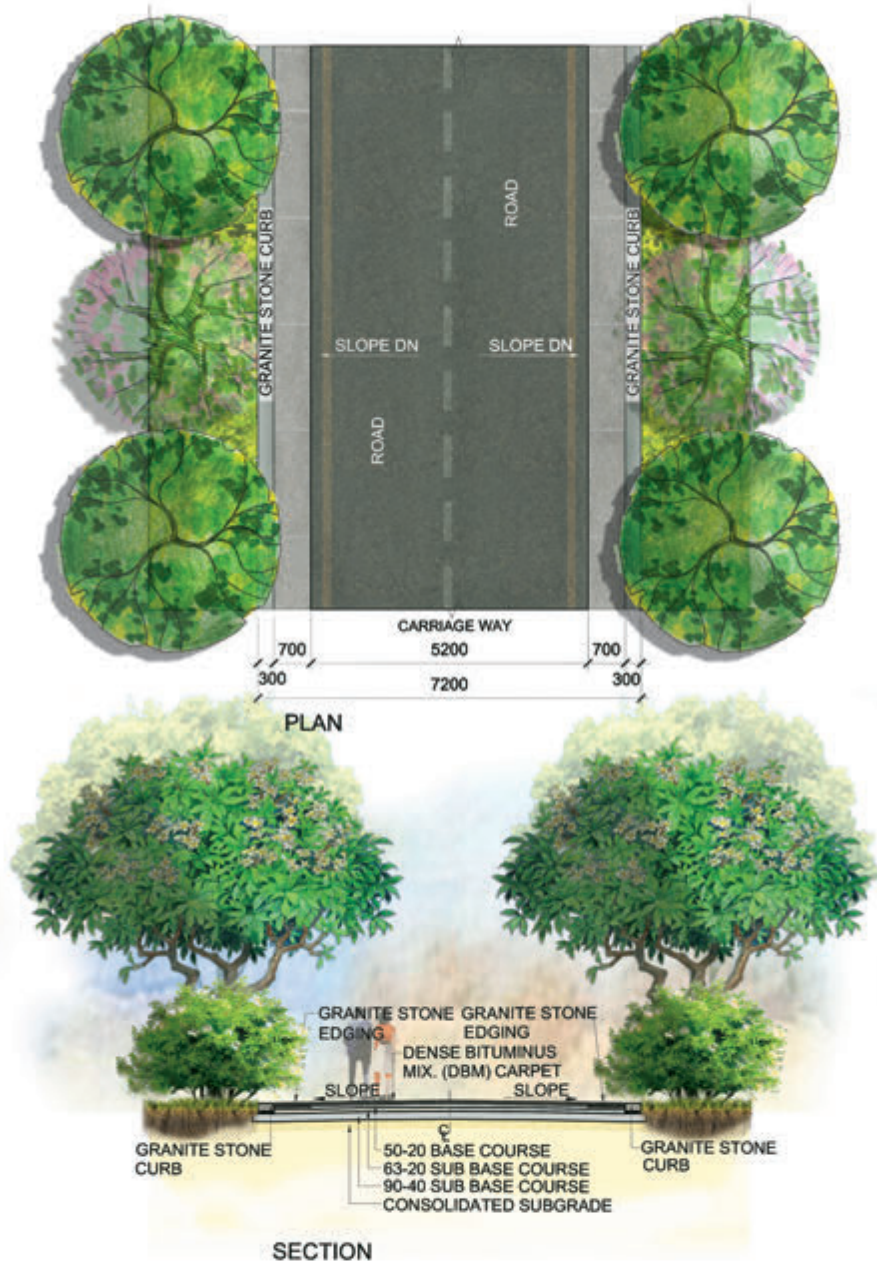 GRANITE STONE CURB
ROAD
GRANITE STONE CURB
SLOPE DN
SLOPE DN
ROAD
CARRIAGE WAY
700
5200
700
300
7200
300
PLAN
GRANITE STONE
EDGING
GRANITE STONE
EDGING
DENSE BITUMINUS
MIX. (DBM) CARPET
SLOPE
SLOPE
GRANITE STONE
CURB
GRANITE STONE
CURB
℄
50-20 BASE COURSE
63-20 SUB BASE COURSE
90-40 SUB BASE COURSE
CONSOLIDATED SUBGRADE
SECTION